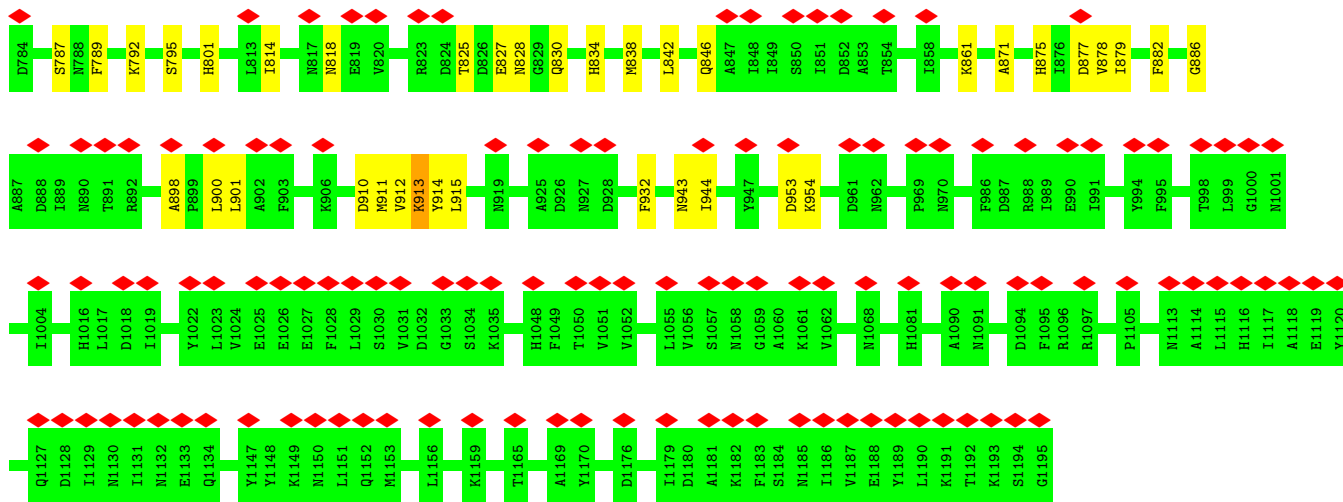 D784 S787 N788 F789 K792 S795 H801 L813 I814 N817 N818 E819 V820 R823 D824 T825 D826 E827 N828 G829 Q830 H834 M838 L842 Q846 A847 I848 I849 S850 I851 D852 A853 T854 I858 K861 A871 H875 I876 D877 V878 I879 F882 G886
A887 D888 I889 N890 T891 R892 A898 P899 L900 L901 A902 F903 K906 D910 M911 V912 K913 Y914 L915 N919 A925 D926 N927 D928 F932 N943 I944 Y947 D953 K954 D961 N962 P969 N970 F986 D987 R988 I989 E990 I991 Y994 F995 T998 L999 G1000 N1001
I1004 H1016 L1017 D1018 I1019 Y1022 L1023 V1024 E1025 E1026 E1027 F1028 L1029 S1030 V1031 D1032 G1033 S1034 K1035 H1048 F1049 T1050 V1051 V1052 L1055 V1056 S1057 N1058 G1059 A1060 K1061 V1062 N1068 H1081 A1090 N1091 D1094 F1095 R1096 R1097 P1105 N1113 A1114 L1115 H1116 I1117 A1118 E1119 Y1120
Q1127 D1128 I1129 N1130 I1131 N1132 E1133 Q1134 Y1147 Y1148 K1149 N1150 L1151 Q1152 M1153 L1156 K1159 T1165 A1169 Y1170 D1176 I1179 D1180 A1181 K1182 F1183 S1184 N1185 I1186 V1187 E1188 Y1189 L1190 K1191 T1192 K1193 S1194 G1195